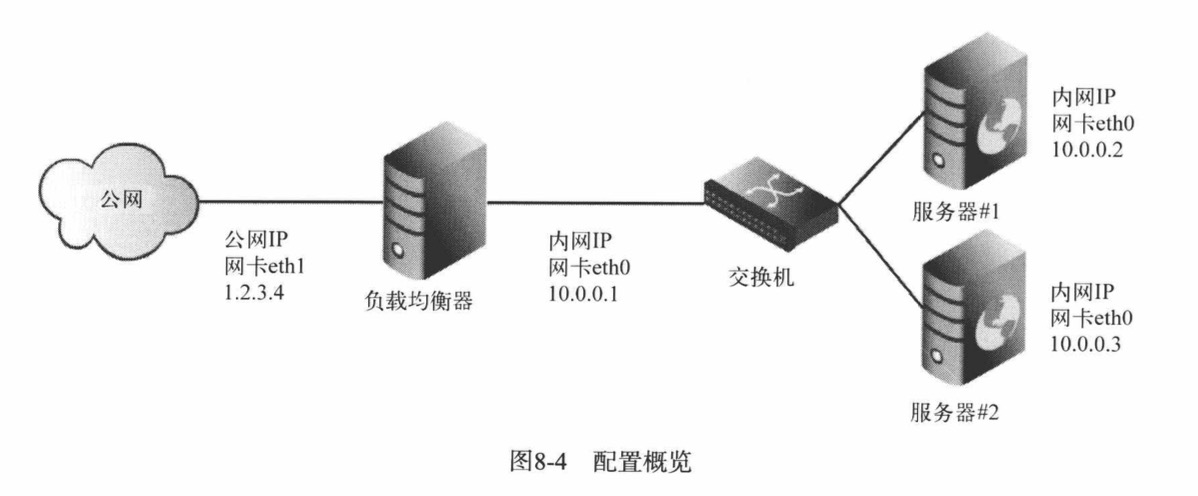 公网
公网IP
网卡eth1
1.2.3.4
负载均衡器
内网IP
网卡eth0
10.0.0.1
交换机
内网IP
网卡eth0
10.0.0.2
服务器#1
内网IP
网卡eth0
10.0.0.3
服务器#2
图8-4 配置概览